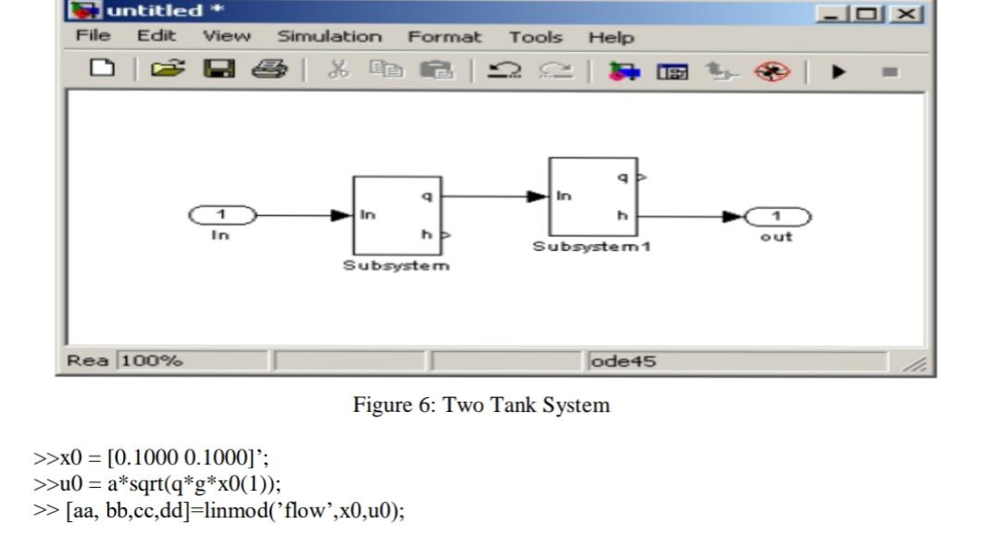 untitled *
File Edit View Simulation Format Tools Help
1
In
In
q
h
Subsystem
In
q
h
Subsystem1
1
out
Rea 100% ode45
Figure 6: Two Tank System
>>x0 = [0.1000 0.1000]’;
>>u0 = a*sqrt(q*g*x0(1));
>> [aa, bb,cc,dd]=linmod(’flow’,x0,u0);